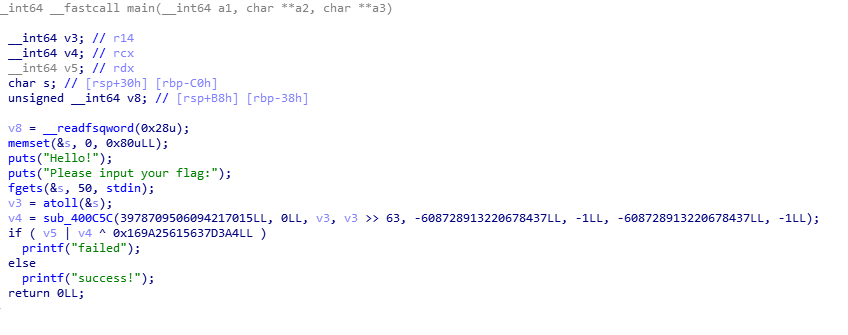 _int64 __fastcall main(__int64 a1, char **a2, char **a3)
__int64 v3; // r14
__int64 v4; // rcx
__int64 v5; // rdx
char s; // [rsp+30h] [rbp-C0h]
unsigned __int64 v8; // [rsp+B8h] [rbp-38h]
v8 = __readfsqword(0x28u);
memset(&s, 0, 0x80uLL);
puts("Hello!");
puts("Please input your flag:");
fgets(&s, 50, stdin);
v3 = atoll(&s);
v4 = sub_400C5C(3978709506094217015LL, 0LL, v3, v3 >> 63, -608728913220678437LL, -1LL, -608728913220678437LL, -1LL);
if ( v5 | v4 ^ 0x169A25615637D3A4LL )
printf("failed");
else
printf("success!");
return 0LL;